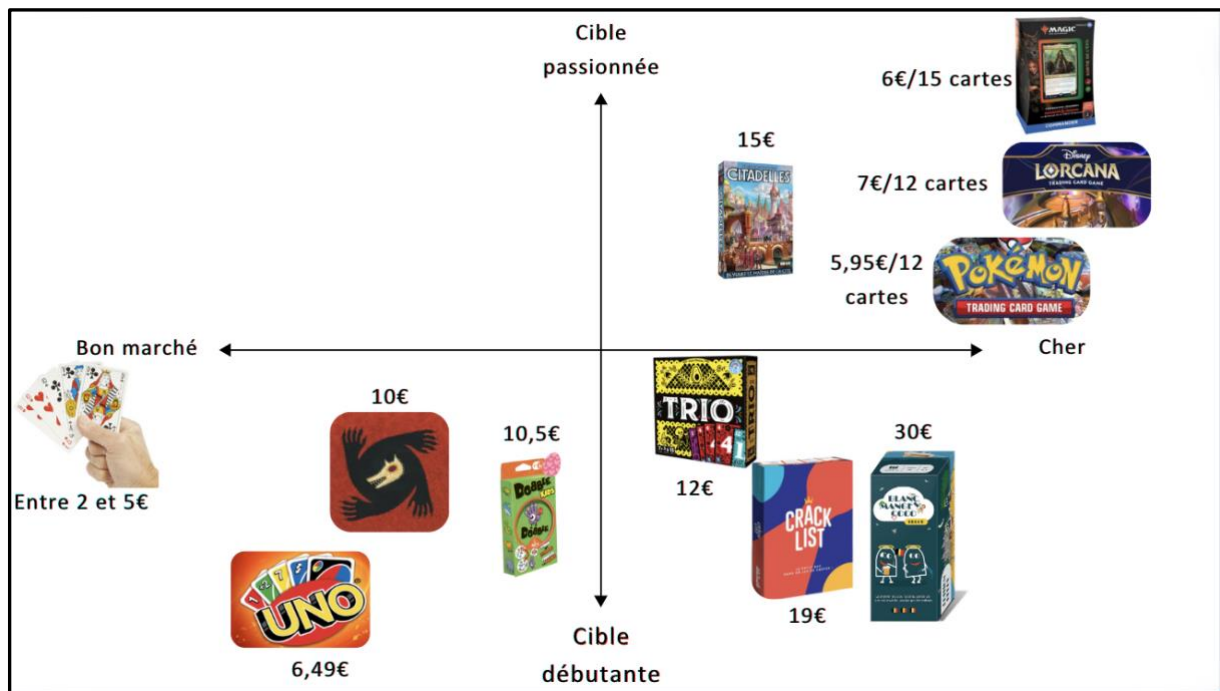 Cible
passionnée
MAGIC
6€/15 cartes
15€
CITADELLES
Disney
LORCANA
TRADING CARD GAME
7€/12 cartes
5,95€/12
cartes
POKéMON
TRADING CARD GAME
Bon marché
Cher
Entre 2 et 5€
10€
10,5€
DOBBLE
KIDS
DOBBLE
TRIO
12€
30€
BLANC
MANGER
COCO
CRACK
LIST
19€
UNO
6,49€
Cible
débutante